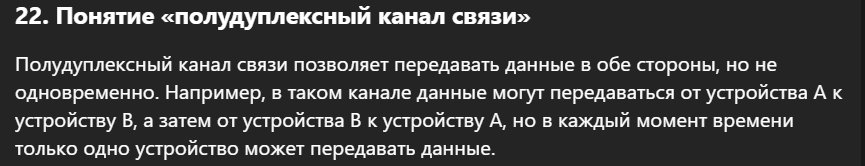 22. Понятие «полудуплексный канал связи»
Полудуплексный канал связи позволяет передавать данные в обе стороны, но не
одновременно. Например, в таком канале данные могут передаваться от устройства A к
устройству B, а затем от устройства B к устройству A, но в каждый момент времени
только одно устройство может передавать данные.